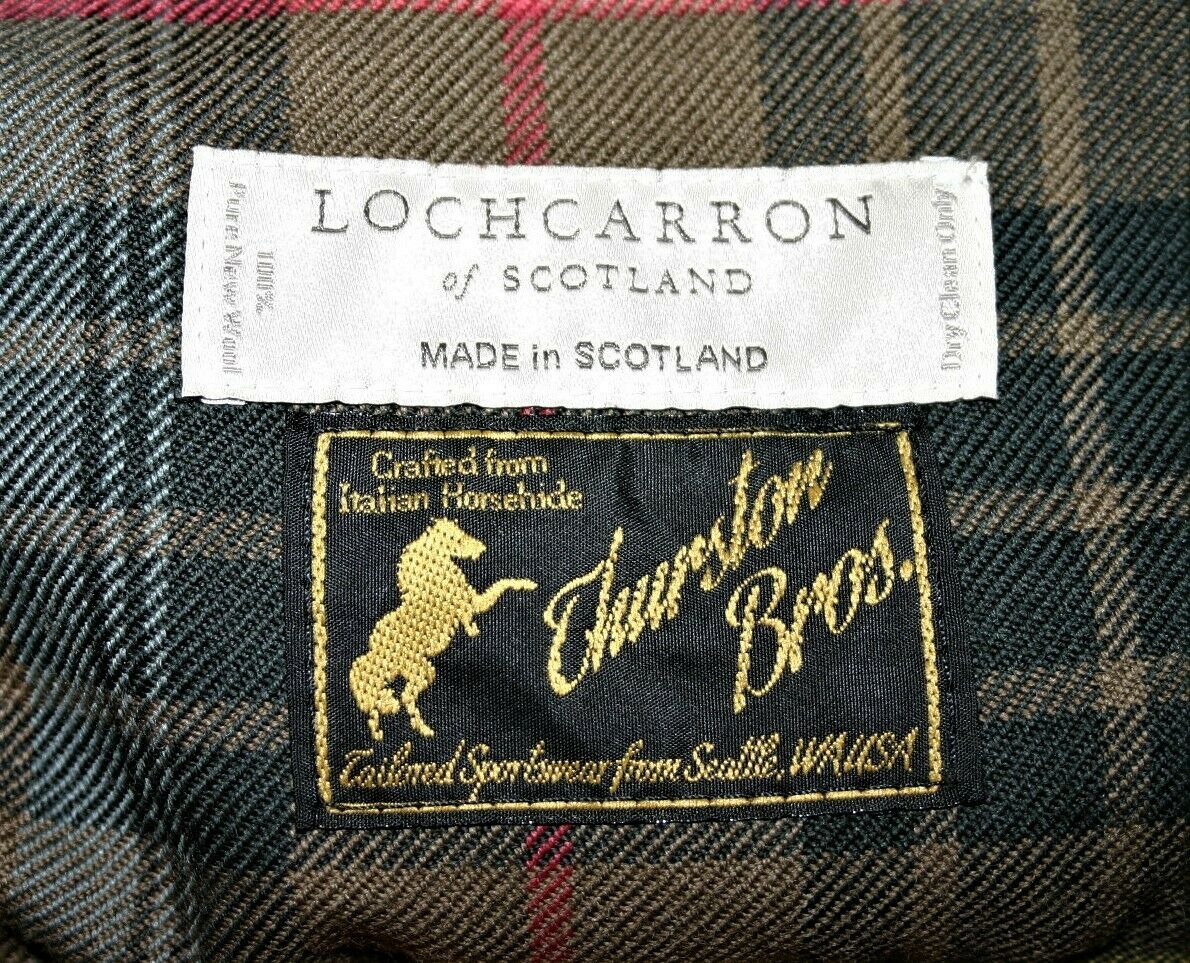 LOCHCARRON
of SCOTLAND
MADE in SCOTLAND
100%
Pure New Wool
Dry Clean Only
Crafted from
Italian Horsehide
Thurston
Bros.
Tailored Sportswear from Seattle, WA USA